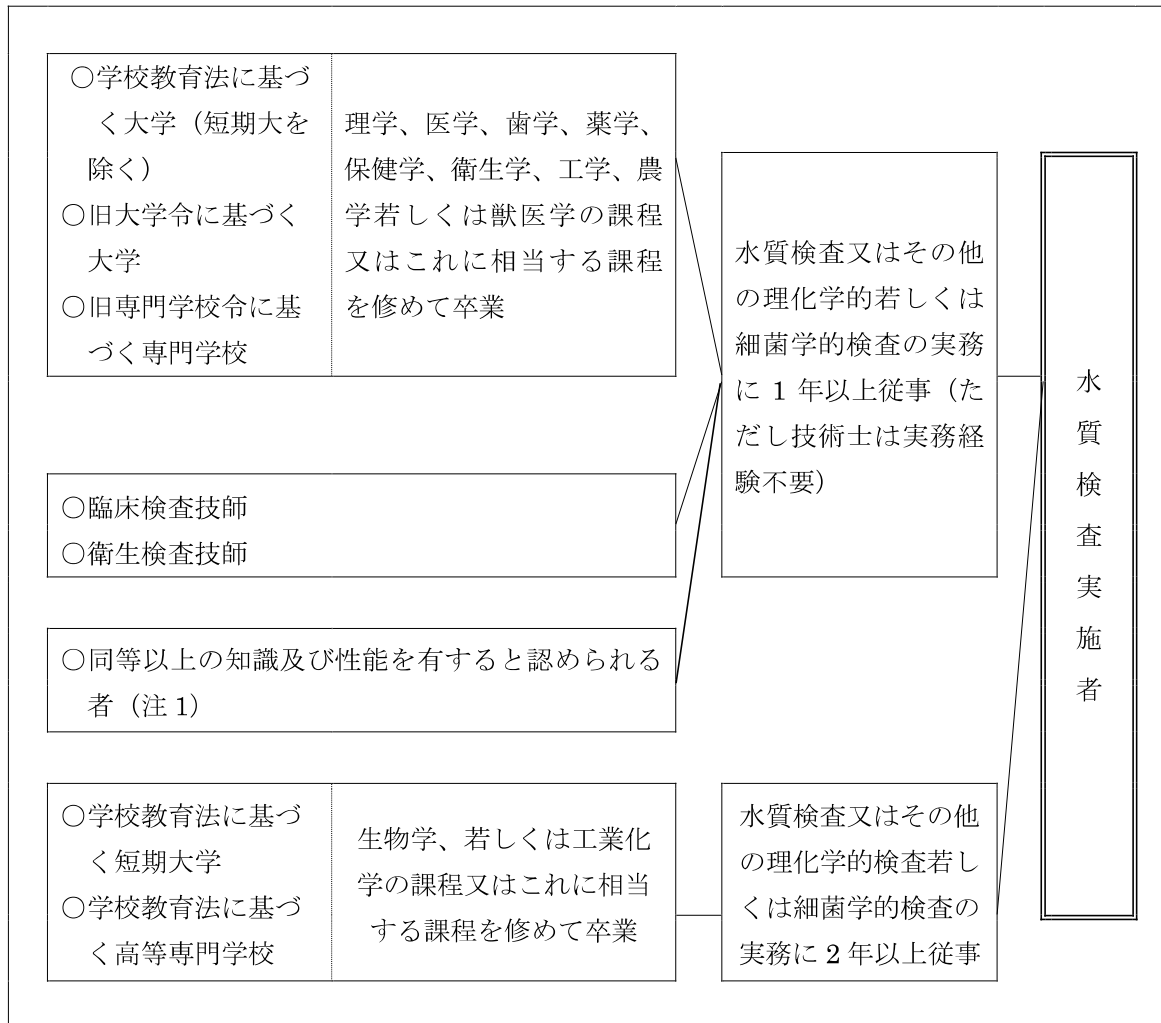 ○学校教育法に基づ
く大学（短期大を
除く）
○旧大学令に基づく
大学
○旧専門学校令に基
づく専門学校
理学、医学、歯学、薬学、
保健学、衛生学、工学、農
学若しくは獣医学の課程
又はこれに相当する課程
を修めて卒業
○臨床検査技師
○衛生検査技師
○同等以上の知識及び性能を有すると認められる
者（注1）
水質検査又はその他
の理化学的若しくは
細菌学的検査の実務
に 1 年以上従事（た
だし技術士は実務経
験不要）
○学校教育法に基づ
く短期大学
○学校教育法に基づ
く高等専門学校
生物学、若しくは工業化
学の課程又はこれに相当
する課程を修めて卒業
水質検査又はその他
の理化学的検査若し
くは細菌学的検査の
実務に 2 年以上従事
水質検査実施者